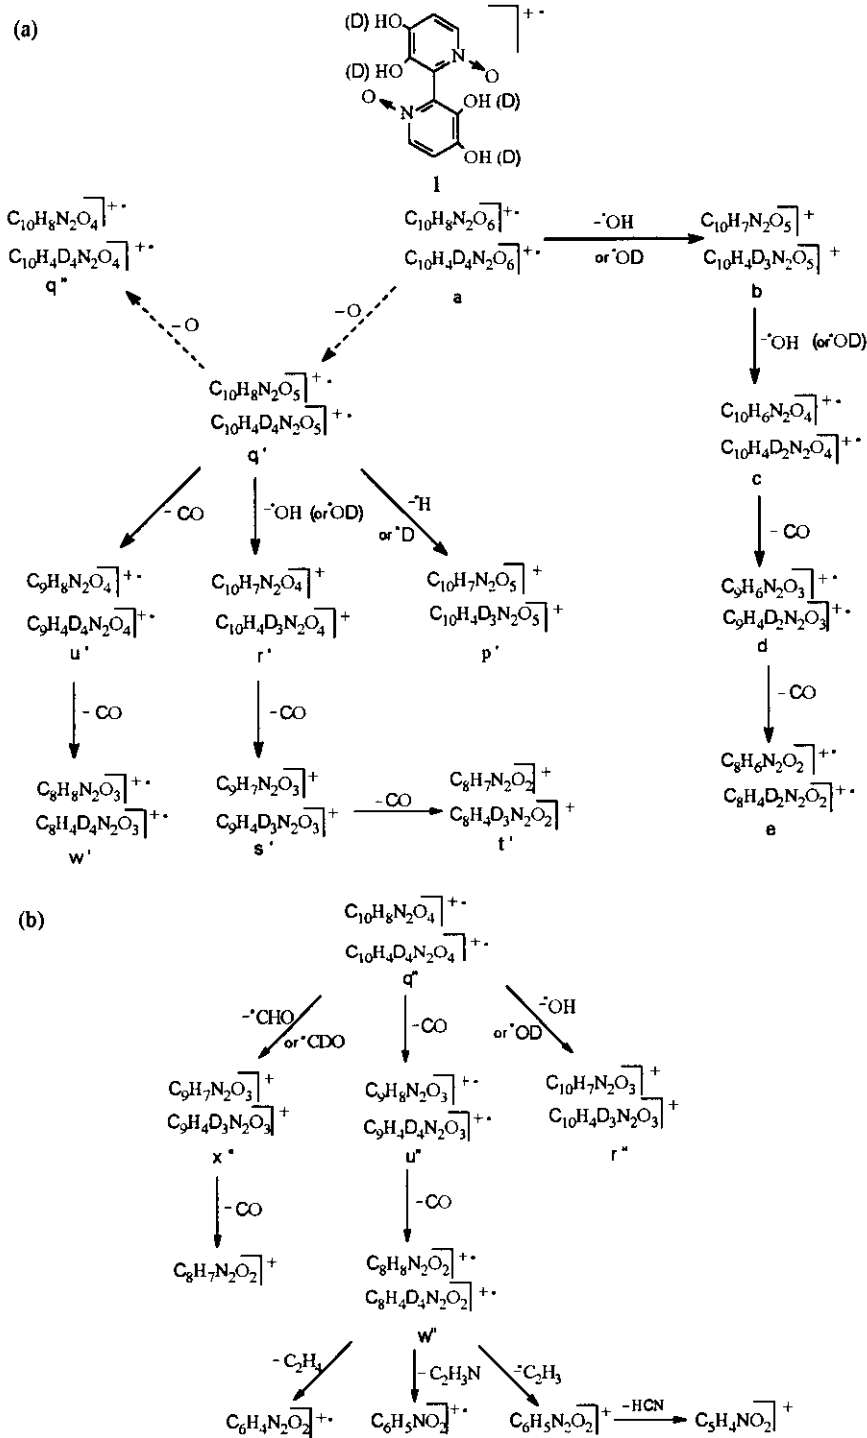 (a)
+•
(D) HO
(D) HO
N
O
O
N
OH (D)
OH (D)
1
C10H8N2O4]+•
C10H4D4N2O4]+•
q"
C10H8N2O6]+•
C10H4D4N2O6]+•
a
-•OH
or •OD
C10H7N2O5]+
C10H4D3N2O5]+
b
-O
-O
-•OH (or •OD)
C10H8N2O5]+•
C10H4D4N2O5]+•
q'
C10H6N2O4]+•
C10H4D2N2O4]+•
c
- CO
-•OH (or •OD)
-•H
or •D
- CO
C9H8N2O4]+•
C9H4D4N2O4]+•
u'
C10H7N2O4]+
C10H4D3N2O4]+
r'
C10H7N2O5]+
C10H4D3N2O5]+
p'
C9H6N2O3]+•
C9H4D2N2O3]+•
d
- CO
- CO
- CO
C8H8N2O3]+•
C8H4D4N2O3]+•
w'
C9H7N2O3]+
C9H4D3N2O3]+
s'
- CO
C8H7N2O2]+
C8H4D3N2O2]+
t'
C8H6N2O2]+•
C8H4D2N2O2]+•
e
(b)
C10H8N2O4]+•
C10H4D4N2O4]+•
q"
-•CHO
or •CDO
-CO
-•OH
or •OD
C9H7N2O3]+
C9H4D3N2O3]+
x"
C9H8N2O3]+•
C9H4D4N2O3]+•
u"
C10H7N2O3]+
C10H4D3N2O3]+
r"
-CO
-CO
C8H7N2O2]+
C8H8N2O2]+•
C8H4D4N2O2]+•
w"
- C2H4
- C2H3N
-•C2H3
C6H4N2O2]+•
C6H5NO2]+•
C6H5N2O2]+
-HCN
C5H4NO2]+